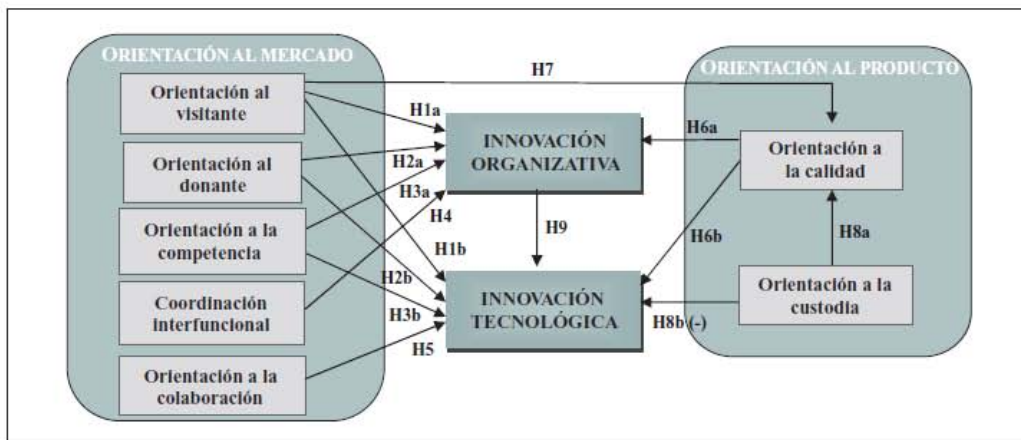 ORIENTACIÓN AL MERCADO
Orientación al
visitante
Orientación al
donante
Orientación a la
competencia
Coordinación
interfuncional
Orientación a la
colaboración
H7
H1a
H2a
H3a
H4
H1b
H2b
H3b
H5
INNOVACIÓN
ORGANIZATIVA
H9
INNOVACIÓN
TECNOLÓGICA
H6a
H6b
H8b (-)
ORIENTACIÓN AL PRODUCTO
Orientación a
la calidad
H8a
Orientación a la
custodia